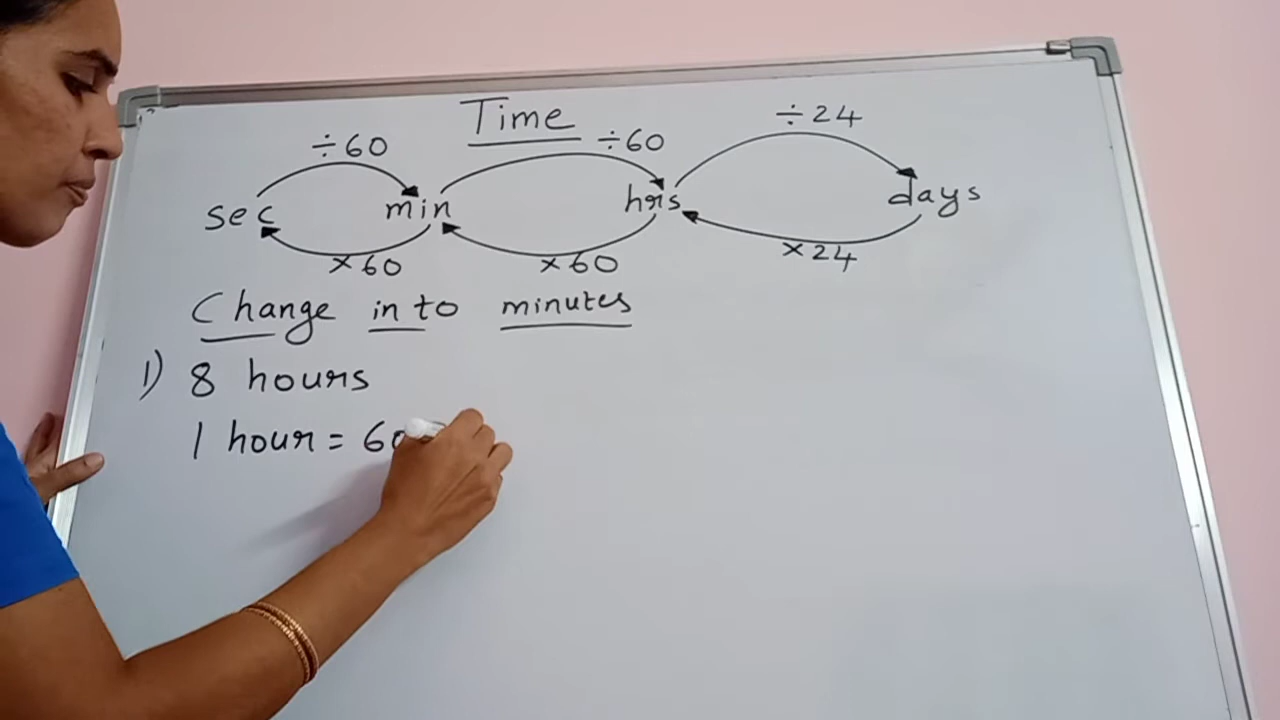 Time
÷60 ÷60 ÷24
sec min hrs days
×60 ×60 ×24
Change in to minutes
1) 8 hours
1 hour = 60